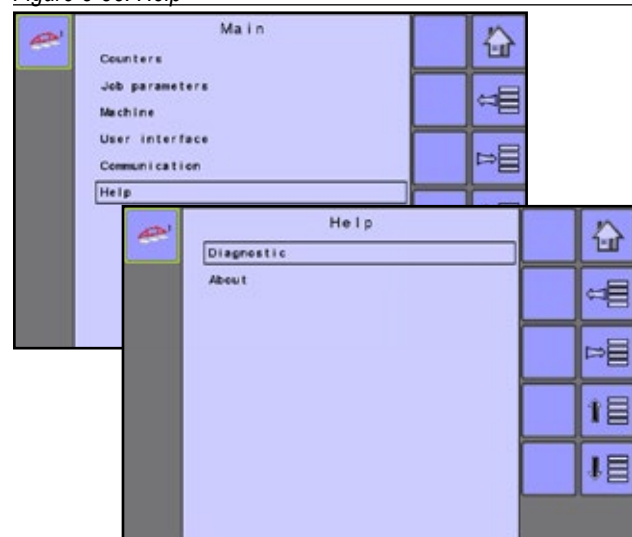 Main
Counters
Job parameters
Machine
User interface
Communication
Help
Help
Diagnostic
About